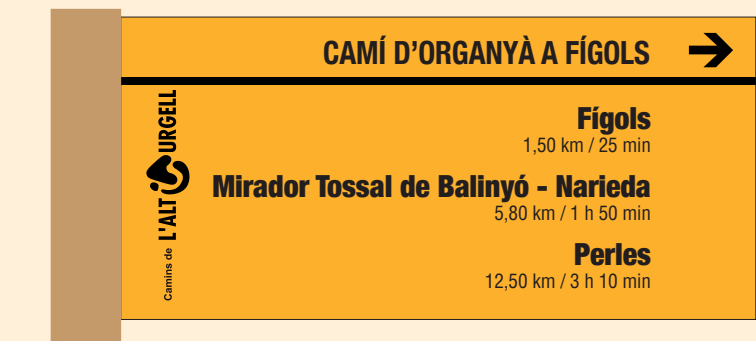 CAMÍ D'ORGANYÀ A FÍGOLS
Fígols
1,50 km / 25 min
Mirador Tossal de Balinyó - Narieda
5,80 km / 1 h 50 min
Perles
12,50 km / 3 h 10 min
Camins de L'ALT URGELL